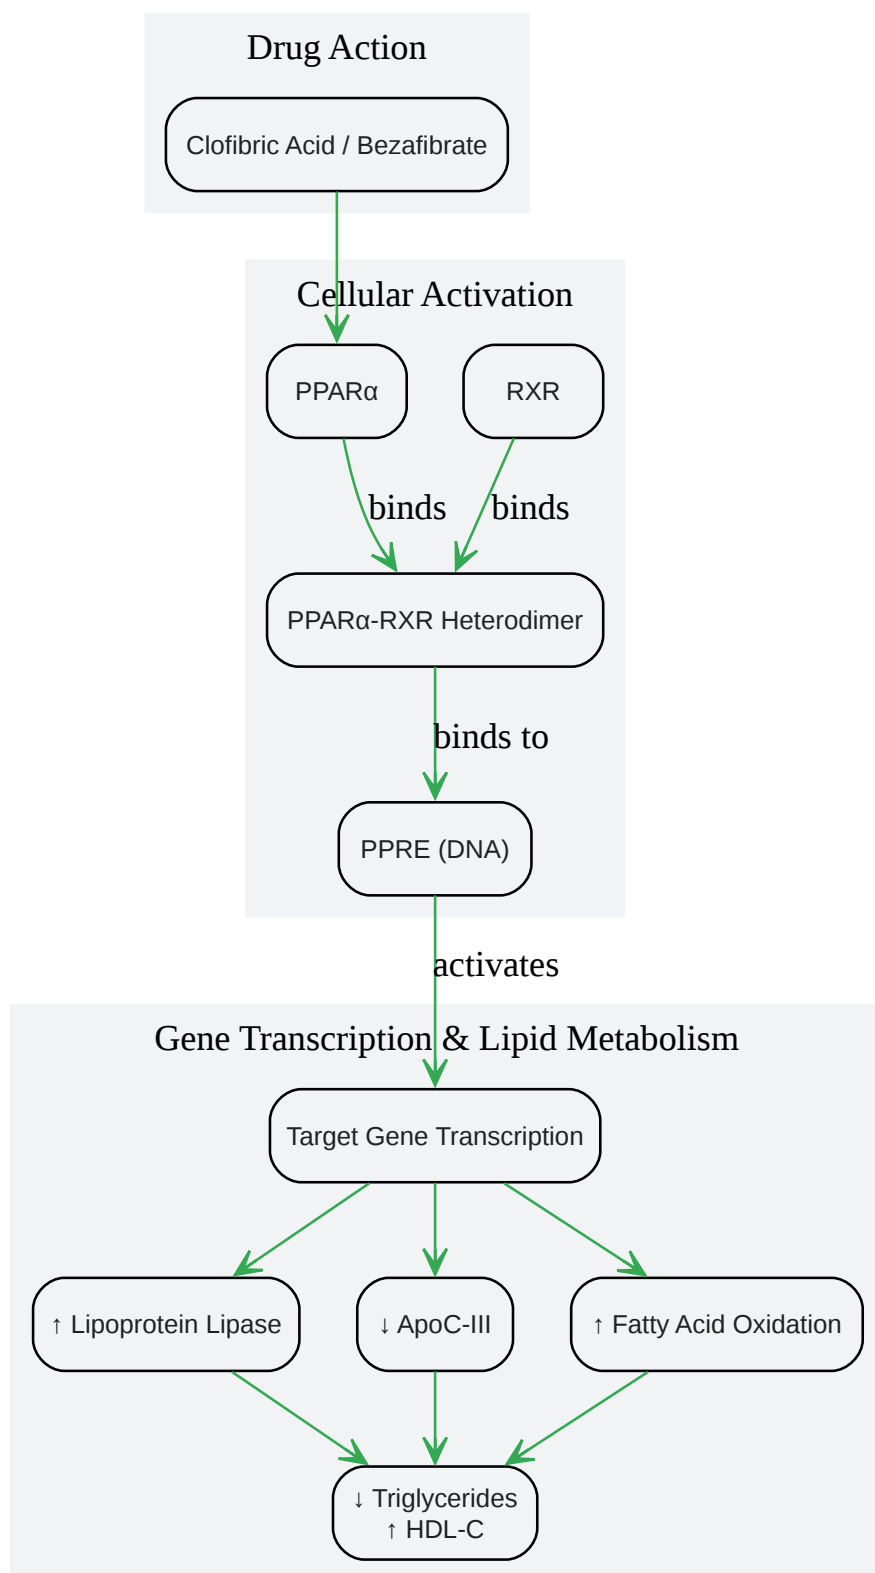 Drug Action
Clofibric Acid / Bezafibrate
Cellular Activation
PPARα
RXR
binds
binds
PPARα-RXR Heterodimer
binds to
PPRE (DNA)
activates
Gene Transcription & Lipid Metabolism
Target Gene Transcription
↑ Lipoprotein Lipase
↓ ApoC-III
↑ Fatty Acid Oxidation
↓ Triglycerides
↑ HDL-C